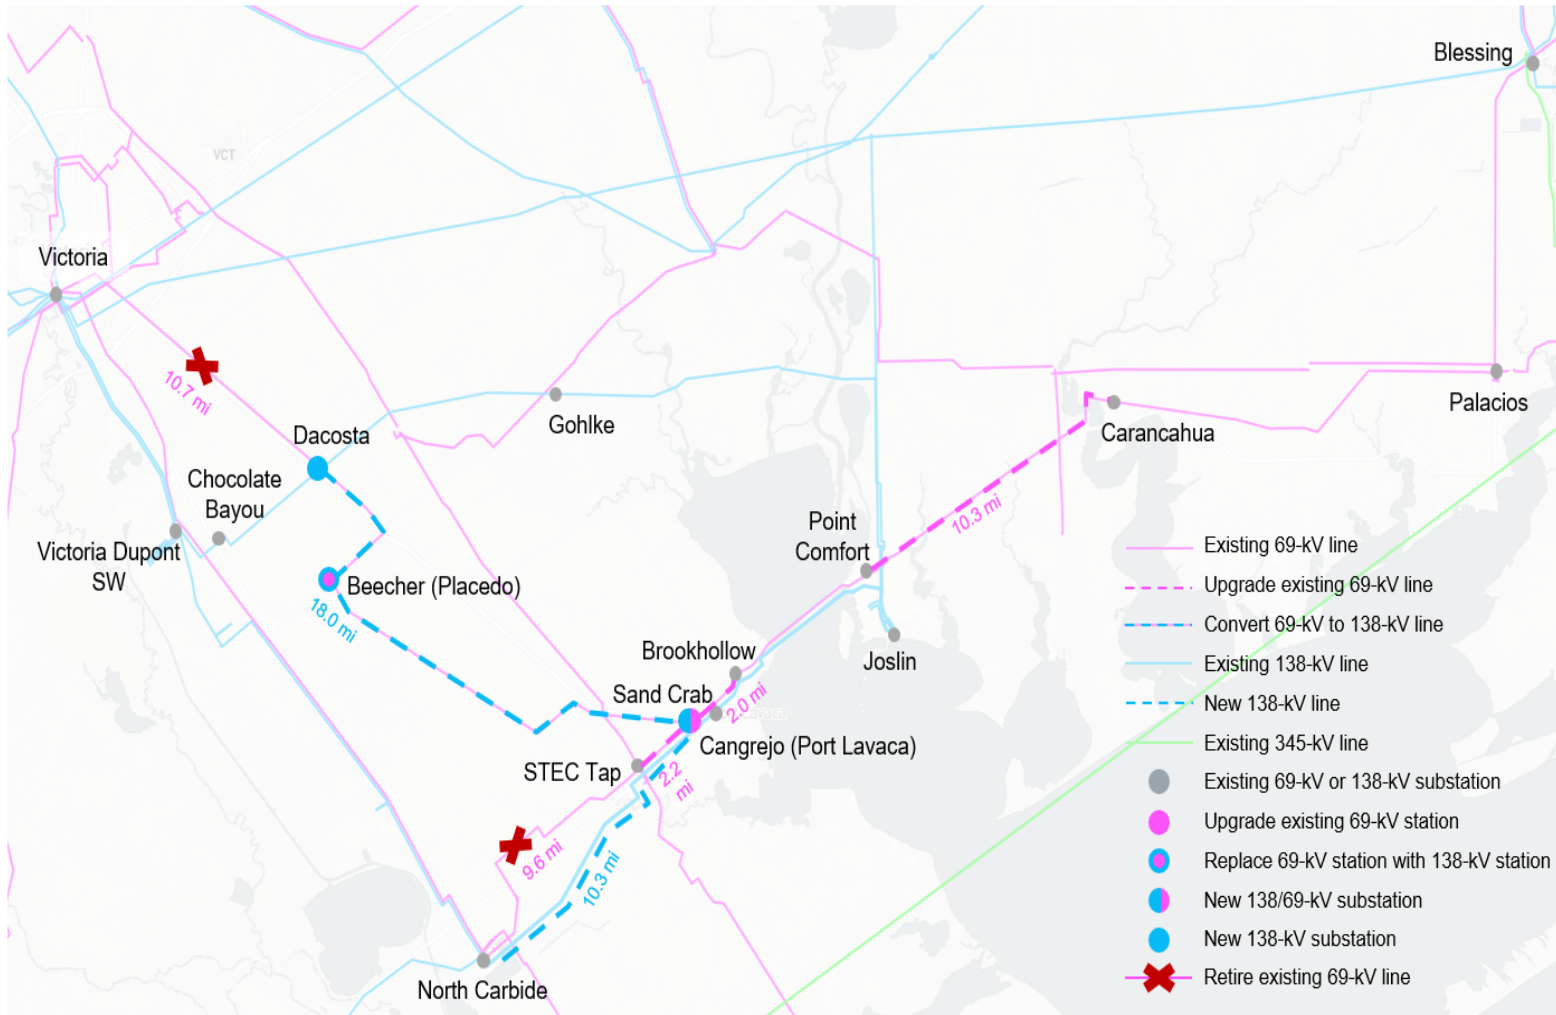 Blessing
VCT
Victoria
10.7 mi
Dacosta
Gohlke
Palacios
Carancahua
Chocolate
Bayou
Victoria Dupont
SW
Point
Comfort
10.3 mi
Beecher (Placedo)
18.0 mi
Joslin
Brookhollow
Sand Crab
2.0 mi
Cangrejo (Port Lavaca)
STEC Tap
2.2
mi
9.6 mi
10.3 mi
North Carbide
Existing 69-kV line
Upgrade existing 69-kV line
Convert 69-kV to 138-kV line
Existing 138-kV line
New 138-kV line
Existing 345-kV line
Existing 69-kV or 138-kV substation
Upgrade existing 69-kV station
Replace 69-kV station with 138-kV station
New 138/69-kV substation
New 138-kV substation
Retire existing 69-kV line